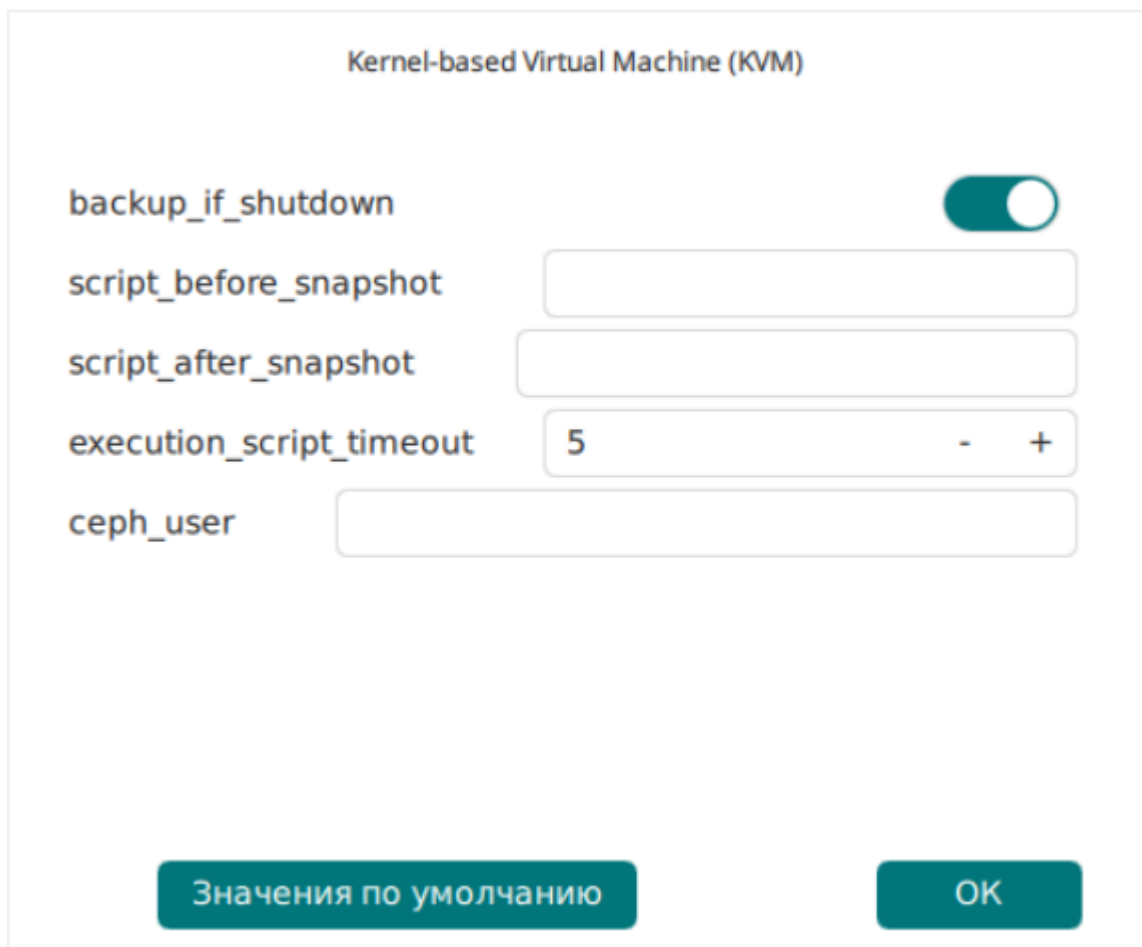 Kernel-based Virtual Machine (KVM)
backup_if_shutdown
script_before_snapshot
script_after_snapshot
execution_script_timeout 5 - +
ceph_user
Значения по умолчанию OK